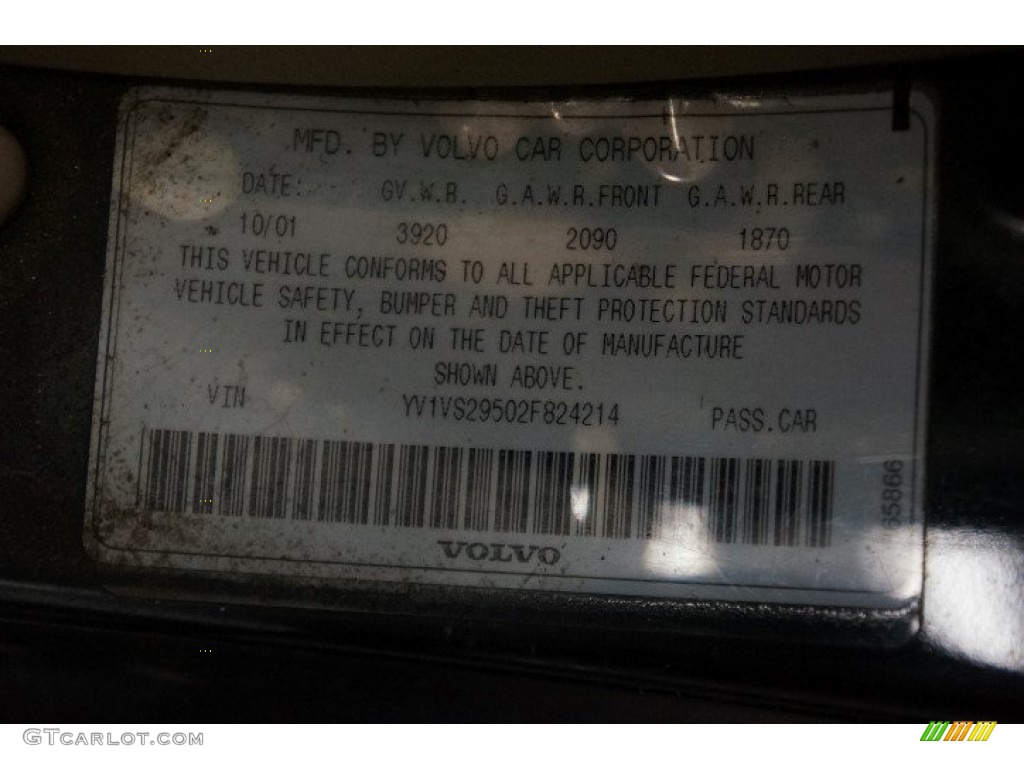 MFD. BY VOLVO CAR CORPORATION
DATE: G.V.W.R. G.A.W.R.FRONT G.A.W.R.REAR
10/01 3920 2090 1870
THIS VEHICLE CONFORMS TO ALL APPLICABLE FEDERAL MOTOR
VEHICLE SAFETY, BUMPER AND THEFT PROTECTION STANDARDS
IN EFFECT ON THE DATE OF MANUFACTURE
SHOWN ABOVE.
VIN YV1VS29502F824214 PASS.CAR
VOLVO
GTCARLOT.COM